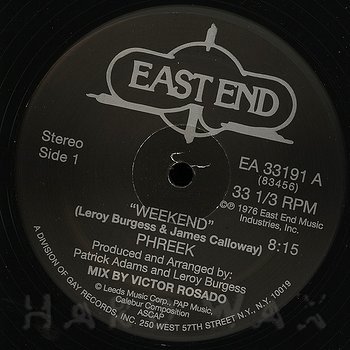 EAST END
Stereo
Side 1
EA 33191 A
(83456)
33 1/3 RPM
℗ © 1976 East End Music
Industries, Inc.
"WEEKEND"
(Leroy Burgess & James Calloway)
8:15
PHREEK
Produced and Arranged by:
Patrick Adams and Leroy Burgess
MIX BY VICTOR ROSADO
© Leeds Music Corp., PAP Music,
Calebur Composition
ASCAP
A DIVISION OF GAY RECORDS, INC. 250 WEST 57TH STREET, N.Y., N.Y. 10019
HARDWAX